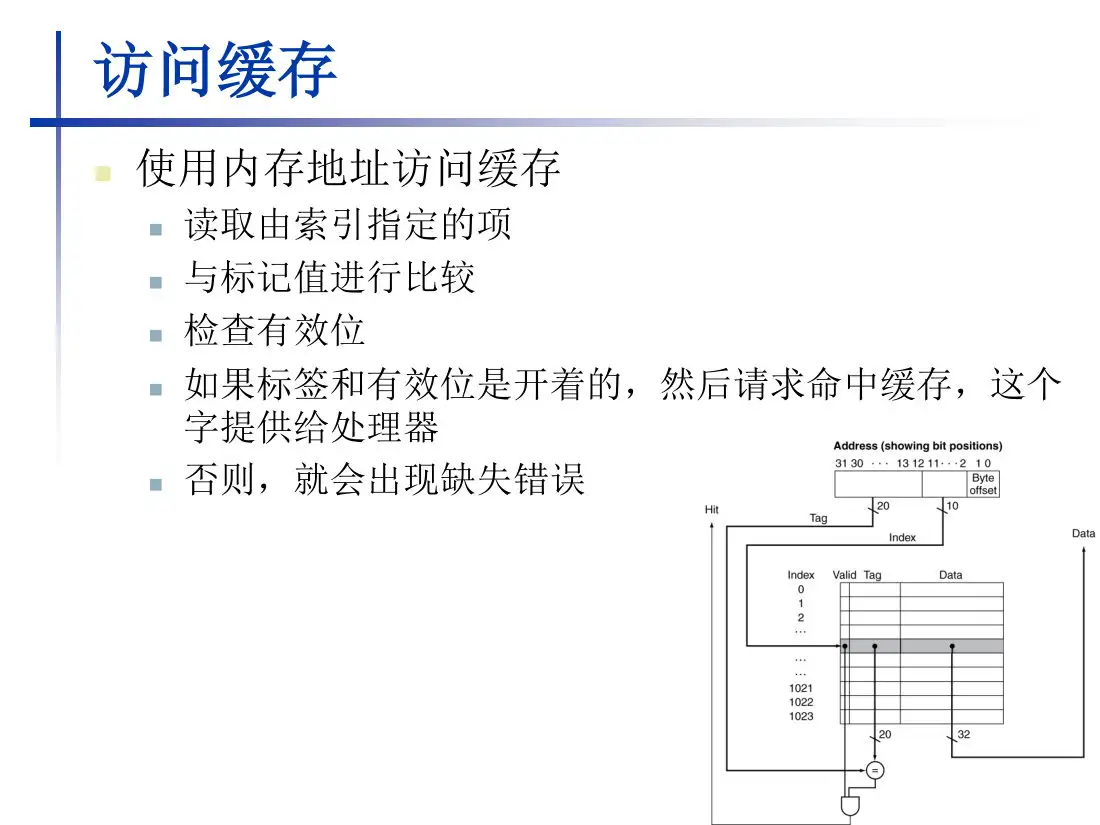 访问缓存
使用内存地址访问缓存
读取由索引指定的项
与标记值进行比较
检查有效位
如果标签和有效位是开着的，然后请求命中缓存，这个
字提供给处理器
否则，就会出现缺失错误
Address (showing bit positions)
31 30 ··· 13 12 11···2 1 0
Byte
offset
20
10
Hit
Tag
Data
Index
Index Valid Tag Data
0
1
2
···
···
···
1021
1022
1023
20
32
=